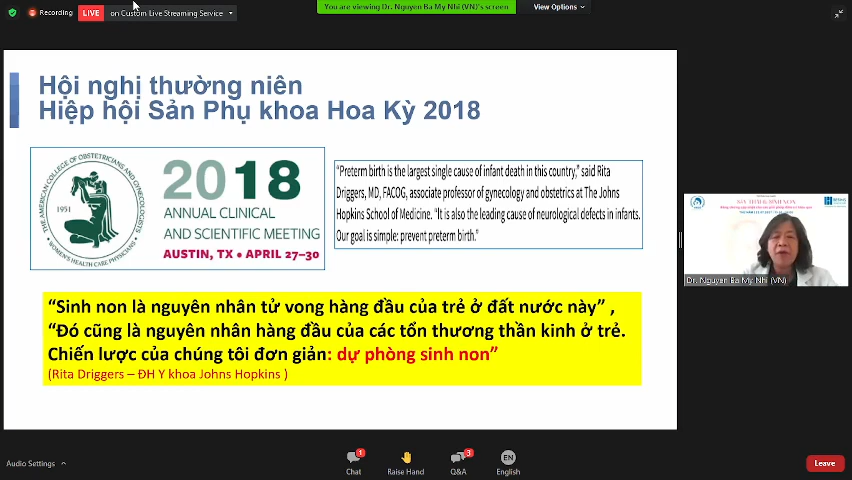 Recording
LIVE
on Custom Live Streaming Service
You are viewing Dr. Nguyen Ba My Nhi (VN)'s screen
View Options
Hội nghị thường niên
Hiệp hội Sản Phụ khoa Hoa Kỳ 2018
THE AMERICAN COLLEGE OF OBSTETRICIANS AND GYNECOLOGISTS
1951
WOMEN'S HEALTH CARE PHYSICIANS
2018
ANNUAL CLINICAL
AND SCIENTIFIC MEETING
AUSTIN, TX • APRIL 27–30
“Preterm birth is the largest single cause of infant death in this country,” said Rita
Driggers, MD, FACOG, associate professor of gynecology and obstetrics at The Johns
Hopkins School of Medicine. “It is also the leading cause of neurological defects in infants.
Our goal is simple: prevent preterm birth.”
“Sinh non là nguyên nhân tử vong hàng đầu của trẻ ở đất nước này” ,
“Đó cũng là nguyên nhân hàng đầu của các tổn thương thần kinh ở trẻ.
Chiến lược của chúng tôi đơn giản: dự phòng sinh non”
(Rita Driggers – ĐH Y khoa Johns Hopkins )
Dr. Nguyen Ba My Nhi (VN)
Audio Settings
1
Chat
Raise Hand
3
Q&A
EN
English
Leave